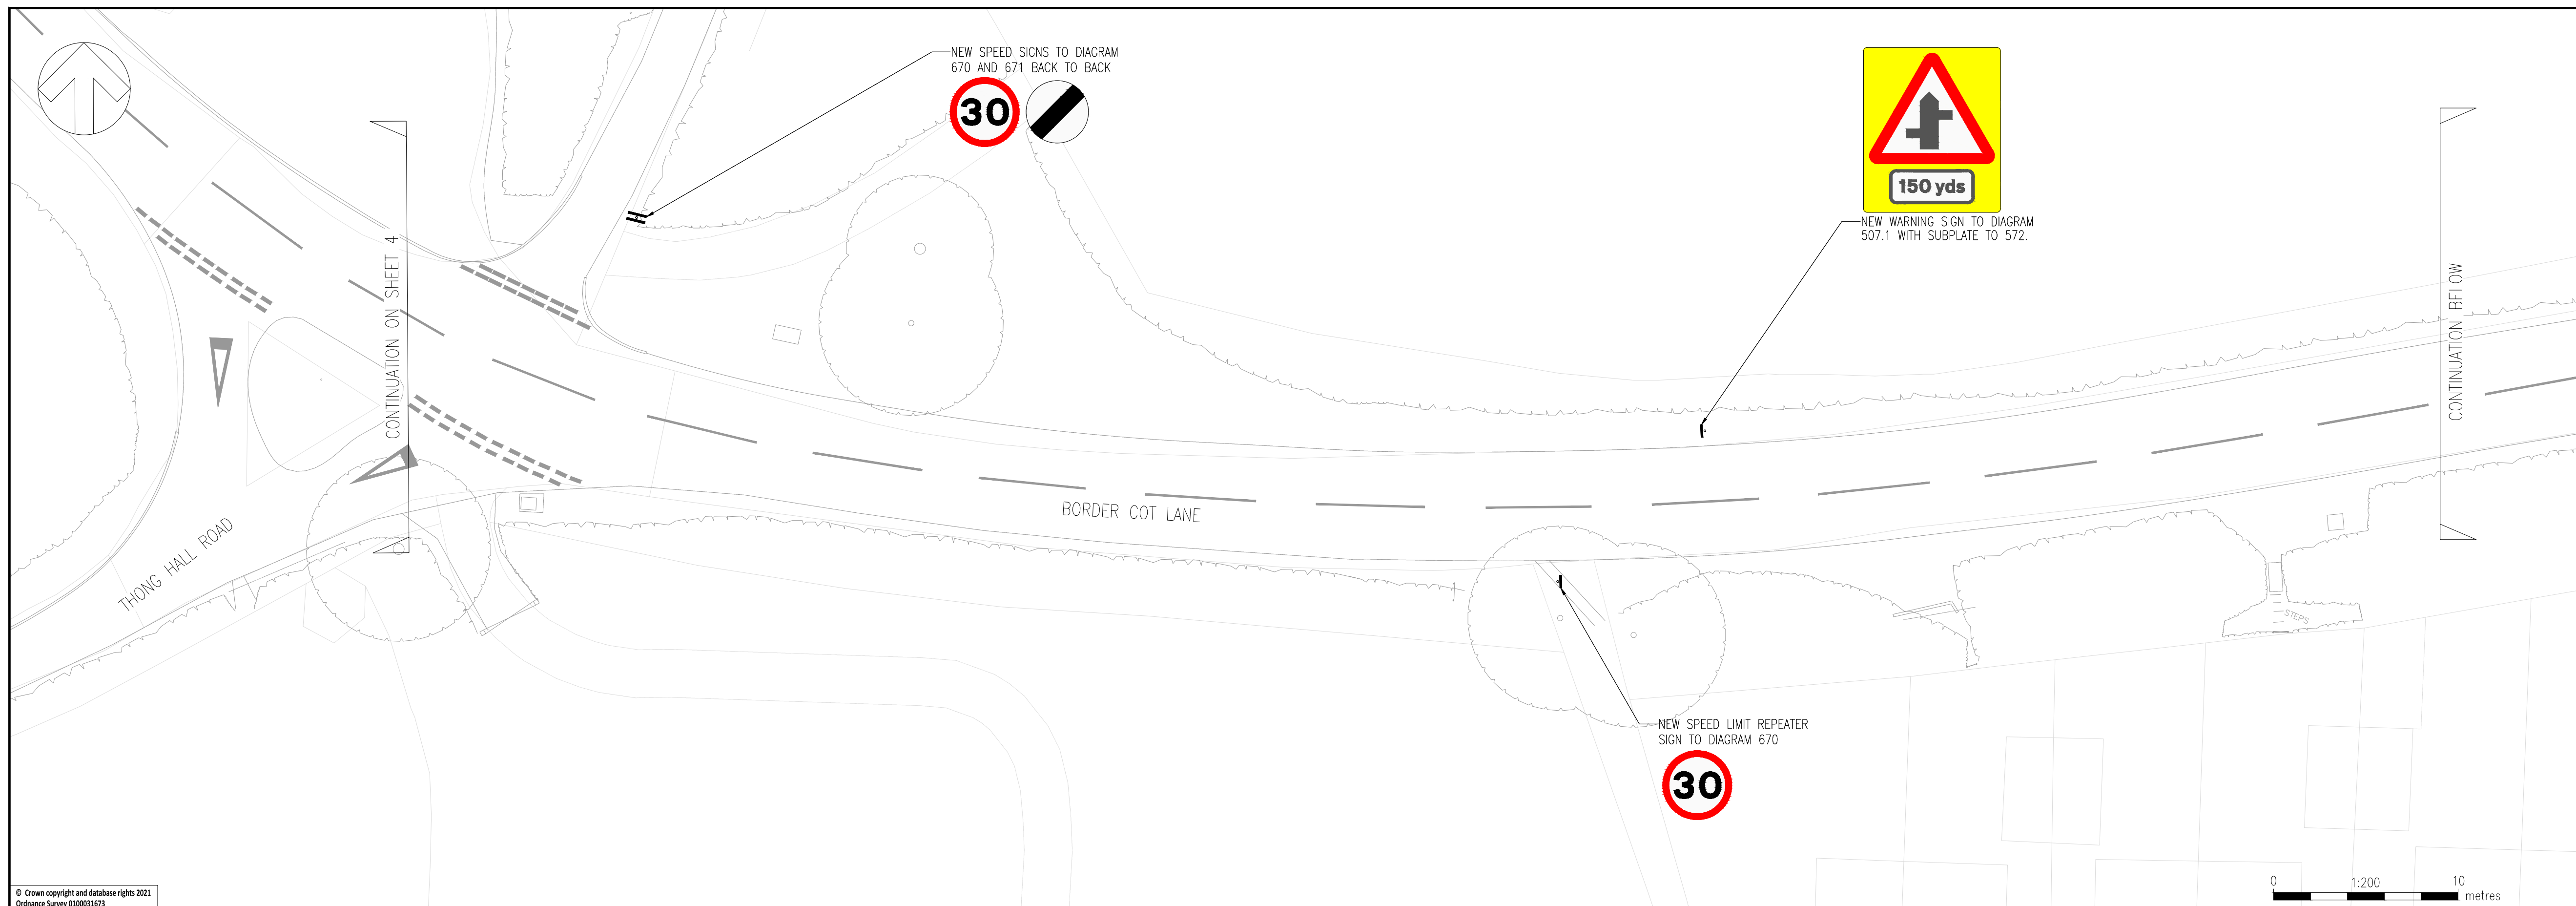 NEW SPEED SIGNS TO DIAGRAM
670 AND 671 BACK TO BACK
30
150 yds
NEW WARNING SIGN TO DIAGRAM
507.1 WITH SUBPLATE TO 572.
CONTINUATION ON SHEET 4
CONTINUATION BELOW
BORDER COT LANE
THONG HALL ROAD
STEPS
NEW SPEED LIMIT REPEATER
SIGN TO DIAGRAM 670
30
0 1:200 10
metres
© Crown copyright and database rights 2021
Ordnance Survey 0100031673